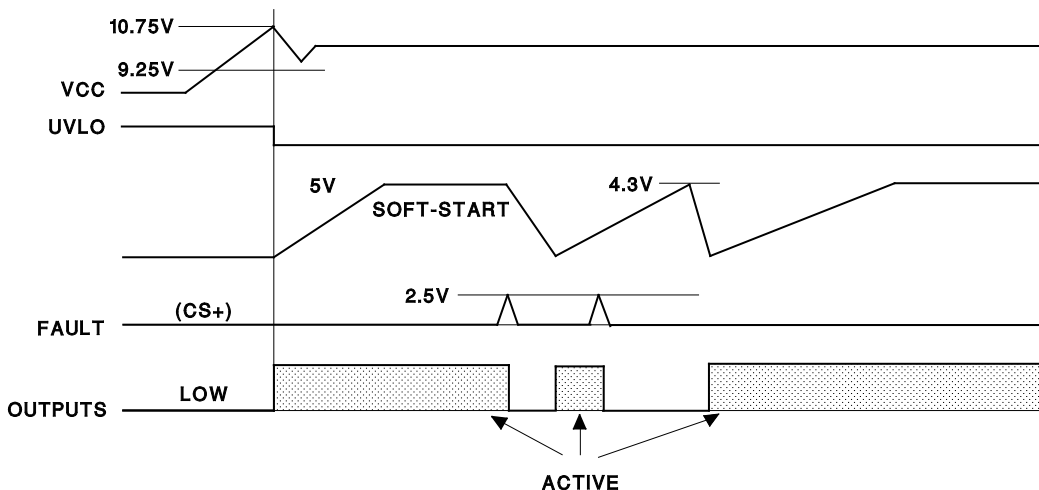 10.75V
9.25V
VCC
UVLO
5V
4.3V
SOFT-START
2.5V
(CS+)
FAULT
LOW
OUTPUTS
ACTIVE